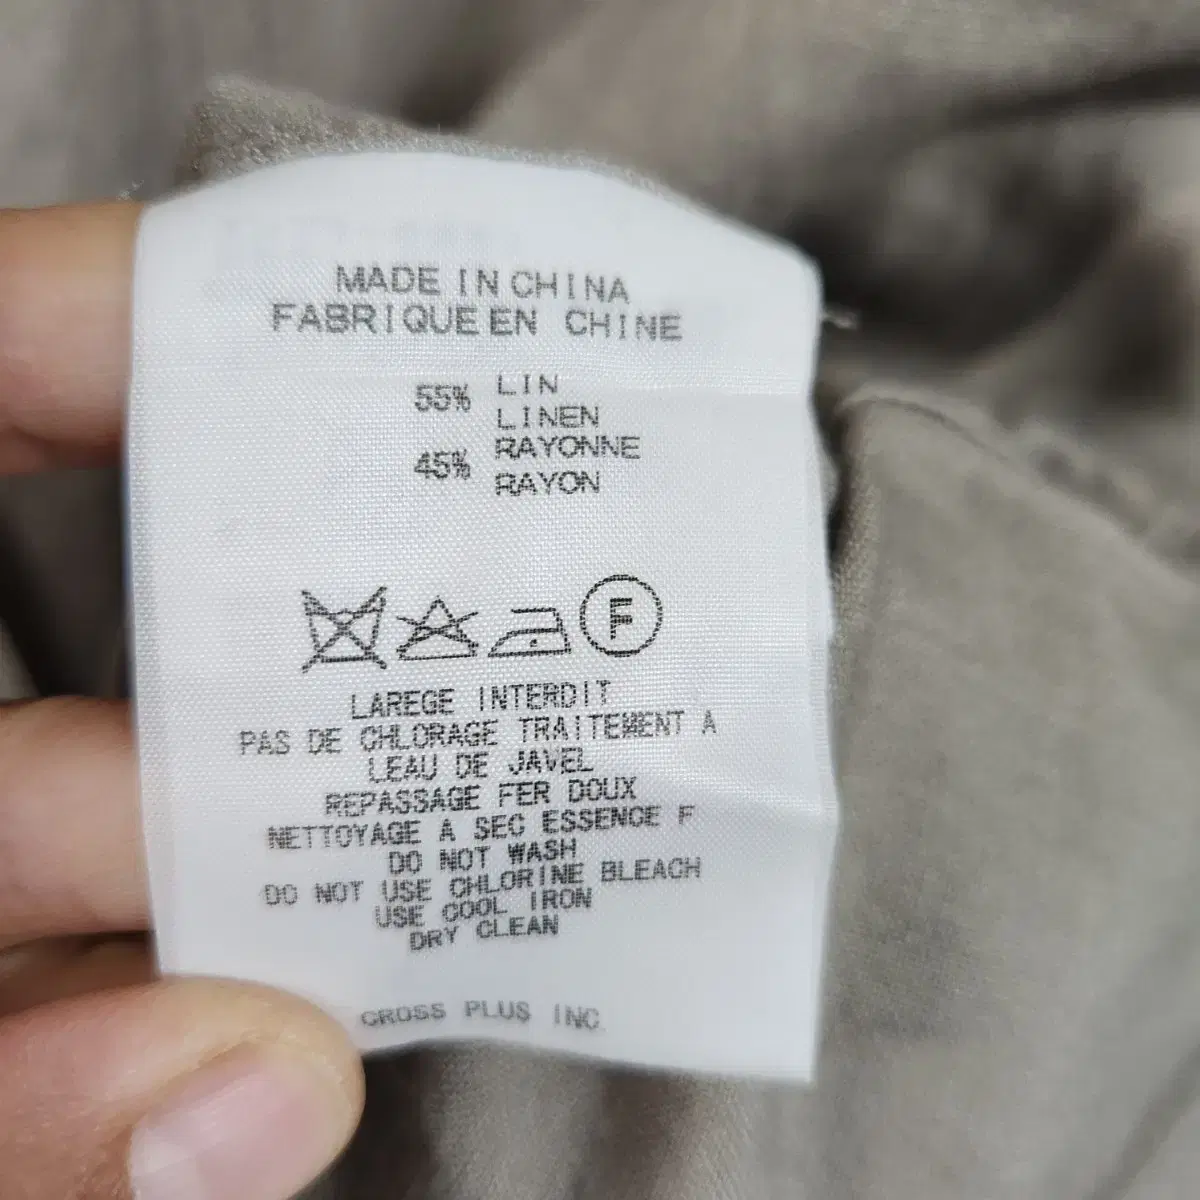 MADE IN CHINA
FABRIQUE EN CHINE
55% LIN
LINEN
45% RAYONNE
RAYON
F
LAREGE INTERDIT
PAS DE CHLORAGE TRAITEMENT A
LEAU DE JAVEL
REPASSAGE FER DOUX
NETTOYAGE A SEC ESSENCE F
DO NOT WASH
DO NOT USE CHLORINE BLEACH
USE COOL IRON
DRY CLEAN
CROSS PLUS INC.